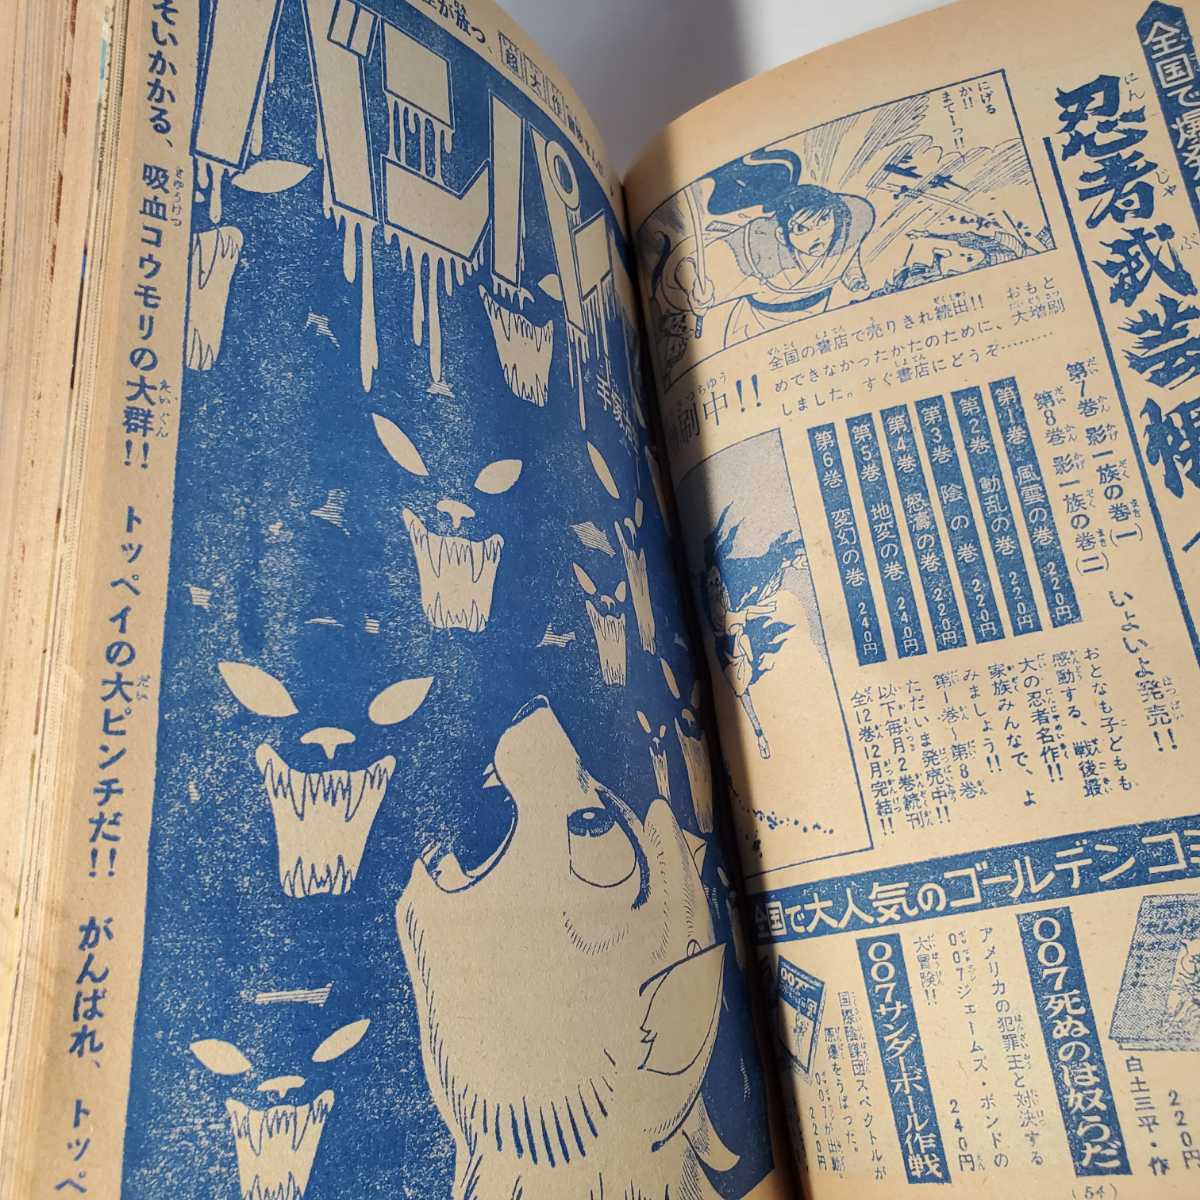 全国で爆発
忍者武芸帳
にげる
か!!
まてーっ!!
全国の書店で売りきれ続出!! おもと
めできなかったかたのために、大増刷
しました。すぐ書店にどうぞ………
刷中!!
第7巻 影一族の巻(一)
第8巻 影一族の巻(二)
いよいよ発売!!
第1巻 風雲の巻 220円
第2巻 動乱の巻 220円
第3巻 陰の巻 220円
第4巻 怒濤の巻 220円
第5巻 地変の巻 240円
第6巻 変幻の巻 240円
おとなも子どもも
感動する、戦後最
大の忍者名作!!
家族みんなで、よ
みましょう!!
第1巻〜第8巻
ただいま発売中!!
以下毎月2巻続刊
全12巻12月完結!!
全国で大人気のゴールデンコミ
白土三平・作
220円
007死ぬのは奴らだ
アメリカの犯罪王と対決する
007ジェームズ・ボンドの
大冒険!! 240円
007サンダーボール作戦
国際陰謀団スペクトルが
原爆をうばった。
007が出動 220円
007
54)
が放つ、超大作
バンパイヤ
手塚治
そいかかる、吸血コウモリの大群!! トッペイの大ピンチだ!! がんばれ、トッペ